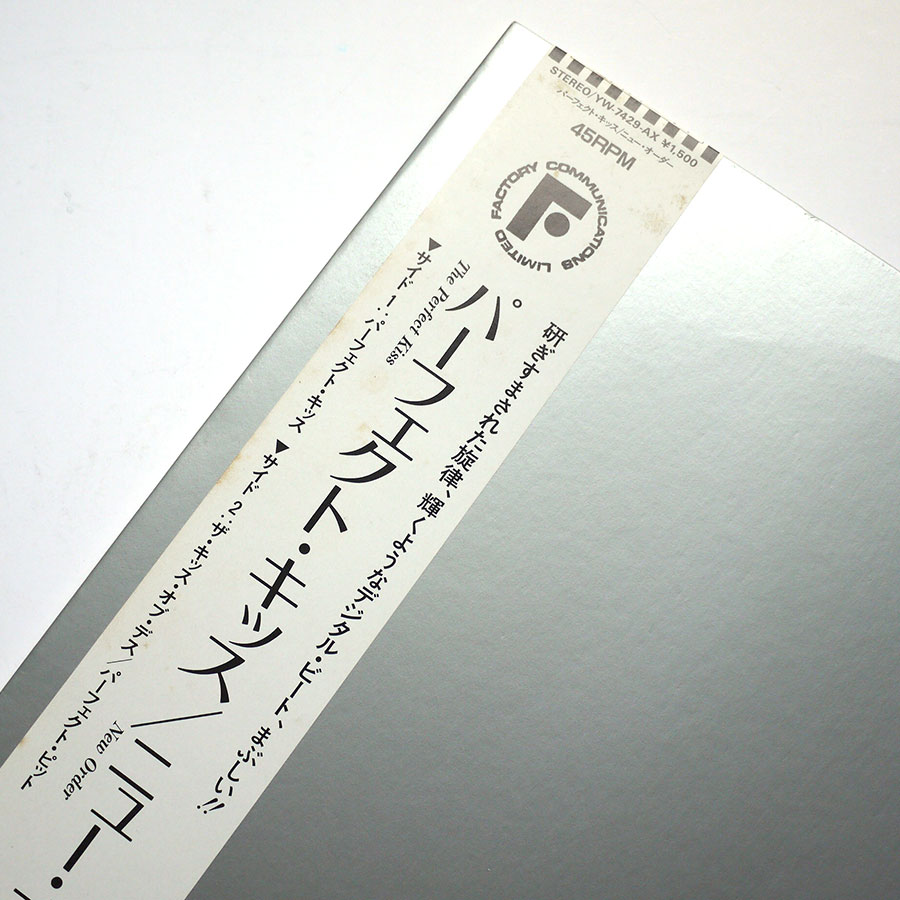 STEREO/YW-7429-AX ¥1,500
パーフェクト・キッス/ニュー・オーダー
45RPM
FACTORY COMMUNICATIONS LIMITED
F
研ぎすまされた旋律、輝くようなデジタル・ビート、まぶしい!!
パーフェクト・キッス/ニュー・
The Perfect Kiss
New Order
▼サイド1:パーフェクト・キッス
▼サイド2:ザ・キッス・オブ・デス/パーフェクト・ピット